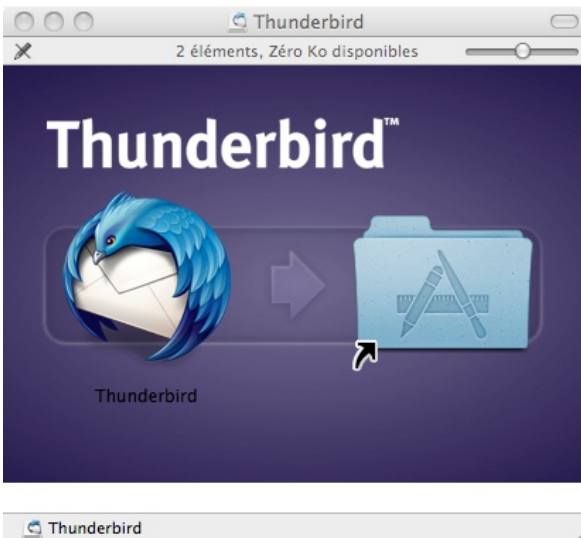 Thunderbird
2 éléments, Zéro Ko disponibles
Thunderbird™
Thunderbird
Thunderbird